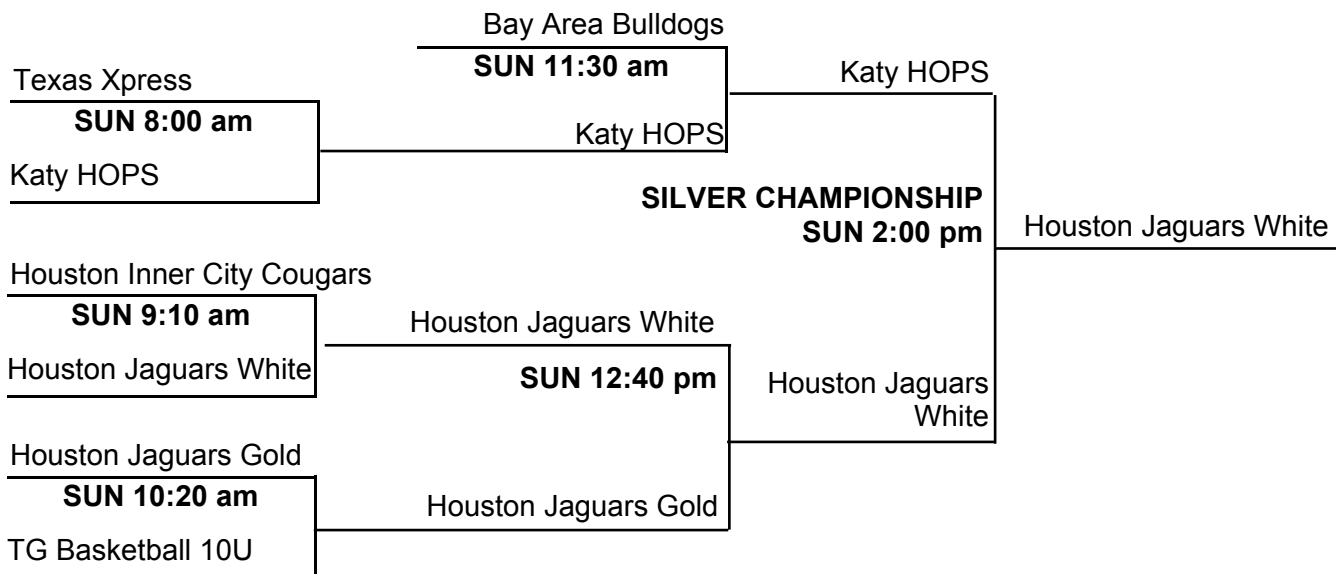 Bay Area Bulldogs
SUN 11:30 am
Katy HOPS
Texas Xpress
SUN 8:00 am
Katy HOPS
Katy HOPS
SILVER CHAMPIONSHIP
SUN 2:00 pm
Houston Jaguars White
Houston Inner City Cougars
SUN 9:10 am
Houston Jaguars White
Houston Jaguars White
SUN 12:40 pm
Houston Jaguars
White
Houston Jaguars Gold
SUN 10:20 am
Houston Jaguars Gold
TG Basketball 10U